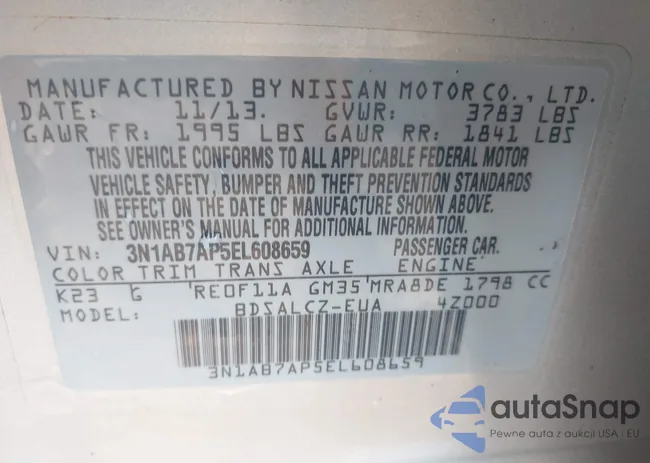 MANUFACTURED BY NISSAN MOTOR CO., LTD.
DATE: 11/13. GVWR: 3783 LBS
GAWR FR: 1995 LBS GAWR RR: 1841 LBS
THIS VEHICLE CONFORMS TO ALL APPLICABLE FEDERAL MOTOR
VEHICLE SAFETY, BUMPER AND THEFT PREVENTION STANDARDS
IN EFFECT ON THE DATE OF MANUFACTURE SHOWN ABOVE.
SEE OWNER'S MANUAL FOR ADDITIONAL INFORMATION.
VIN: 3N1AB7AP5EL608659 PASSENGER CAR.
COLOR TRIM TRANS AXLE ENGINE
K23 G RE0F11A GM35 MRA8DE 1798 CC
MODEL: BDSALCZ-EUA 4Z000
3N1AB7AP5EL608659
autaSnap
Pewne auta z aukcji USA i EU